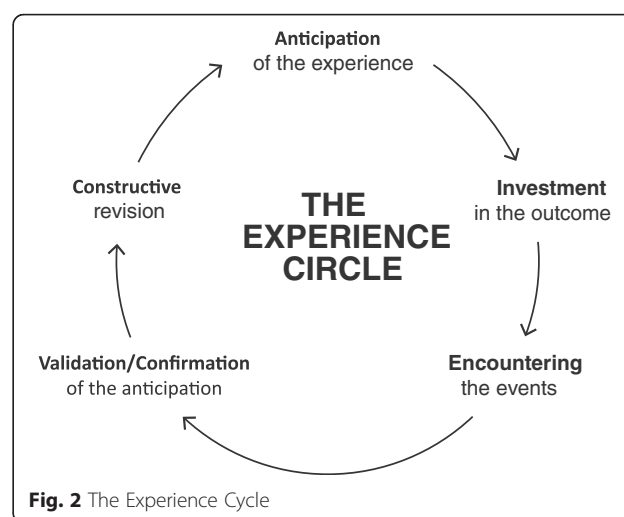 Anticipation
of the experience
Investment
in the outcome
Encountering
the events
Validation/Confirmation
of the anticipation
Constructive
revision
THE
EXPERIENCE
CIRCLE
Fig. 2 The Experience Cycle